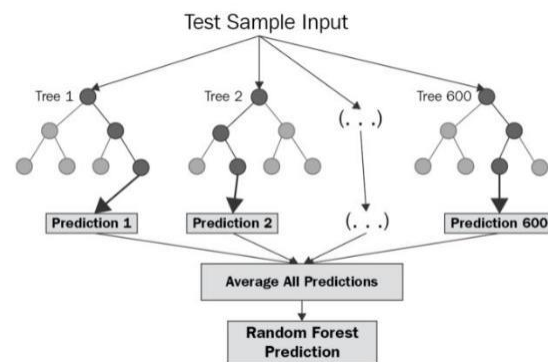 Test Sample Input
Tree 1
Tree 2
Tree 600
(. . .)
Prediction 1
Prediction 2
(. . .)
Prediction 600
Average All Predictions
Random Forest
Prediction